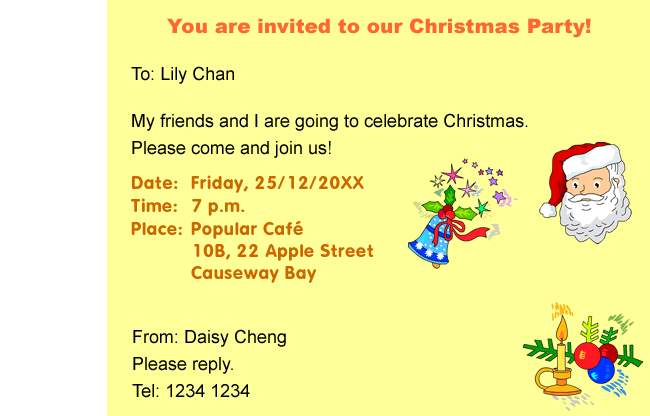 You are invited to our Christmas Party!
To: Lily Chan
My friends and I are going to celebrate Christmas.
Please come and join us!
Date: Friday, 25/12/20XX
Time: 7 p.m.
Place: Popular Café
10B, 22 Apple Street
Causeway Bay
From: Daisy Cheng
Please reply.
Tel: 1234 1234